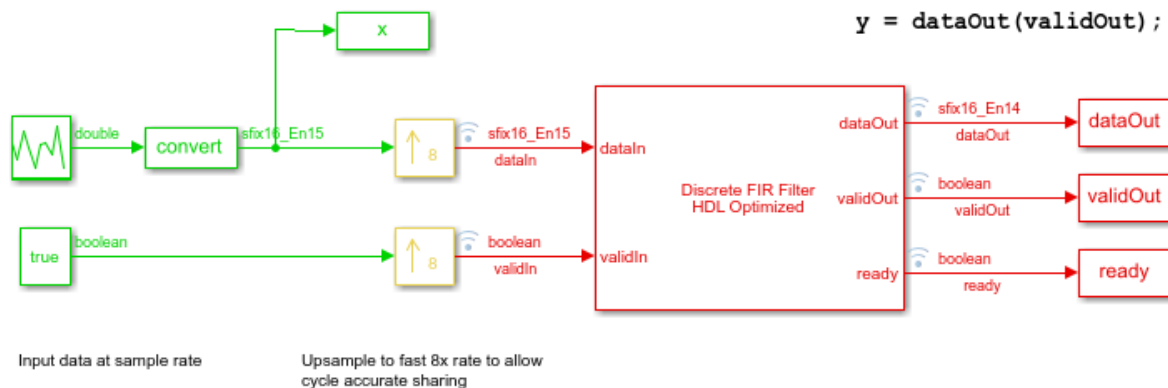 y = dataOut(validOut);
x
double
convert
sfix16_En15
8
sfix16_En15
dataIn
dataIn
Discrete FIR Filter
HDL Optimized
dataOut
sfix16_En14
dataOut
dataOut
validOut
boolean
validOut
validOut
true
boolean
8
boolean
validIn
validIn
ready
boolean
ready
ready
Input data at sample rate
Upsample to fast 8x rate to allow
cycle accurate sharing